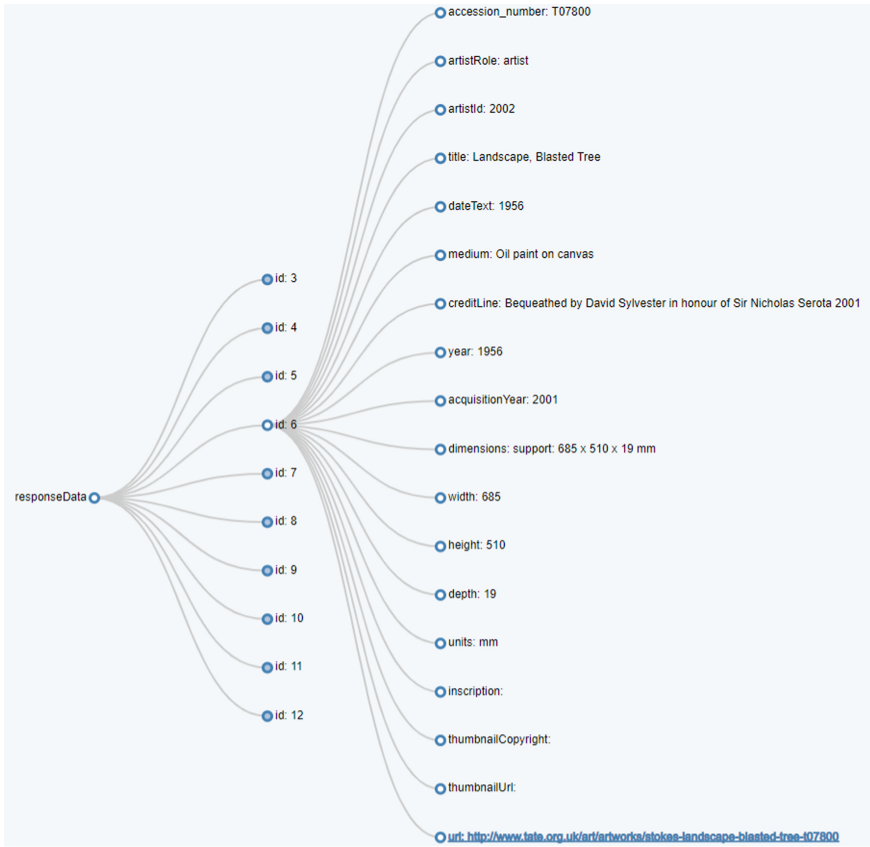 responseData
id: 3
id: 4
id: 5
id: 6
id: 7
id: 8
id: 9
id: 10
id: 11
id: 12
accession_number: T07800
artistRole: artist
artistId: 2002
title: Landscape, Blasted Tree
dateText: 1956
medium: Oil paint on canvas
creditLine: Bequeathed by David Sylvester in honour of Sir Nicholas Serota 2001
year: 1956
acquisitionYear: 2001
dimensions: support: 685 x 510 x 19 mm
width: 685
height: 510
depth: 19
units: mm
inscription:
thumbnailCopyright:
thumbnailUrl:
url: http://www.tate.org.uk/art/artworks/stokes-landscape-blasted-tree-t07800